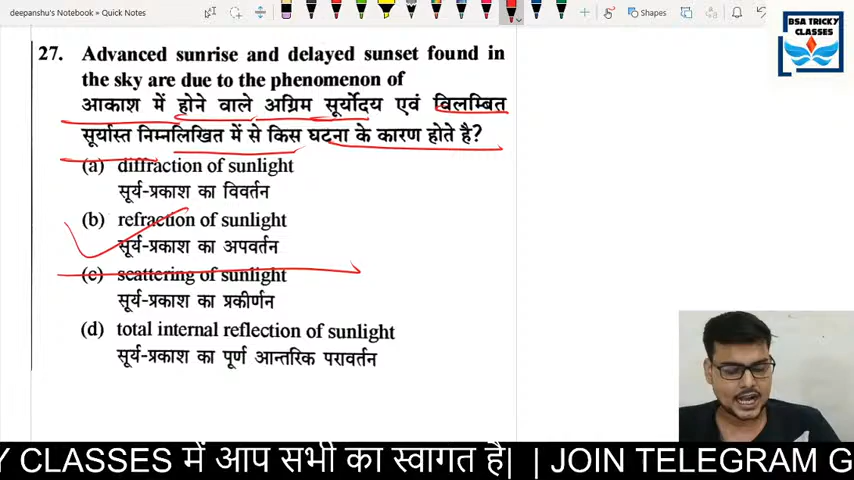 deepanshu's Notebook » Quick Notes
Shapes
BSA TRICKY
CLASSES
27. Advanced sunrise and delayed sunset found in
the sky are due to the phenomenon of
आकाश में होने वाले अग्रिम सूर्योदय एवं विलम्बित
सूर्यास्त निम्नलिखित में से किस घटना के कारण होते है?
(a) diffraction of sunlight
सूर्य-प्रकाश का विवर्तन
(b) refraction of sunlight
सूर्य-प्रकाश का अपवर्तन
(c) scattering of sunlight
सूर्य-प्रकाश का प्रकीर्णन
(d) total internal reflection of sunlight
सूर्य-प्रकाश का पूर्ण आन्तरिक परावर्तन
Y CLASSES में आप सभी का स्वागत है| | JOIN TELEGRAM G